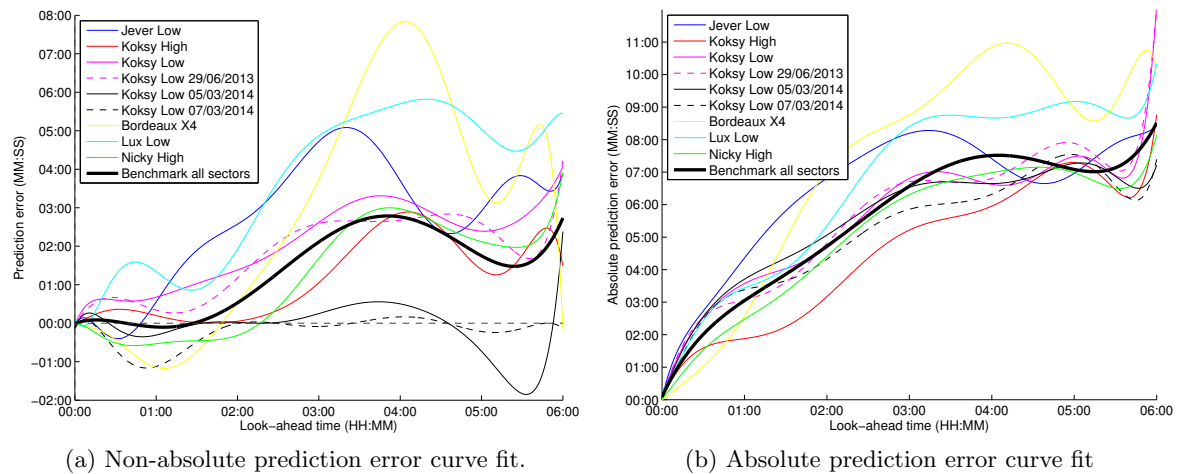 08:00
07:00
06:00
05:00
04:00
03:00
02:00
01:00
00:00
−01:00
−02:00
Prediction error (MM:SS)
Jever Low
Koksy High
Koksy Low
Koksy Low 29/06/2013
Koksy Low 05/03/2014
Koksy Low 07/03/2014
Bordeaux X4
Lux Low
Nicky High
Benchmark all sectors
00:00 01:00 02:00 03:00 04:00 05:00 06:00
Look−ahead time (HH:MM)
(a) Non-absolute prediction error curve fit.
11:00
10:00
09:00
08:00
07:00
06:00
05:00
04:00
03:00
02:00
01:00
00:00
Absolute prediction error (MM:SS)
Jever Low
Koksy High
Koksy Low
Koksy Low 29/06/2013
Koksy Low 05/03/2014
Koksy Low 07/03/2014
Bordeaux X4
Lux Low
Nicky High
Benchmark all sectors
00:00 01:00 02:00 03:00 04:00 05:00 06:00
Look−ahead time (HH:MM)
(b) Absolute prediction error curve fit